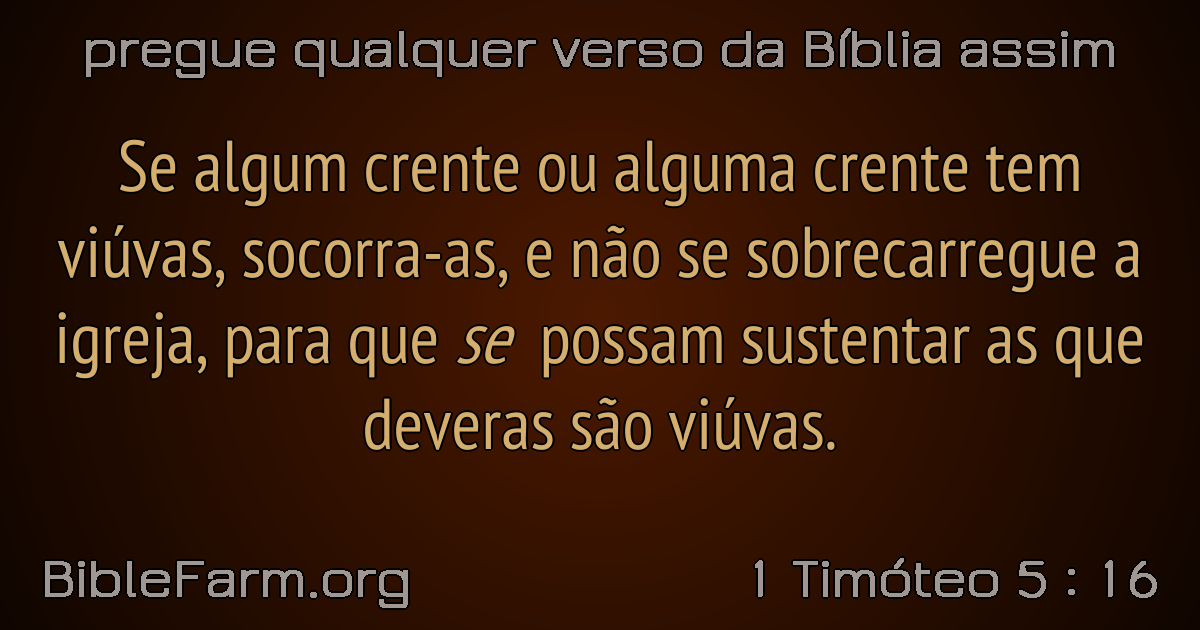 pregue qualquer verso da Bíblia assim
Se algum crente ou alguma crente tem
viúvas, socorra-as, e não se sobrecarregue a
igreja, para que se possam sustentar as que
deveras são viúvas.
BibleFarm.org
1 Timóteo 5 : 16